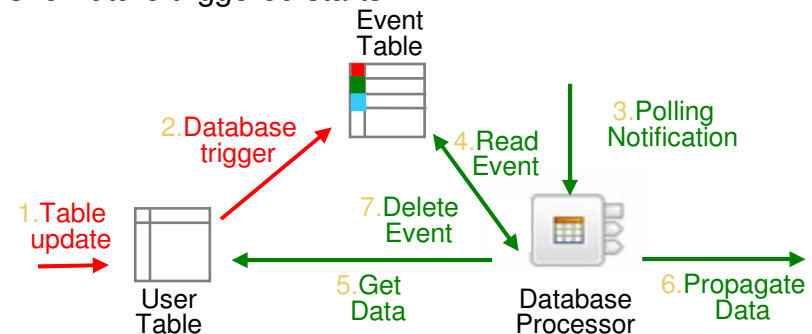 Event
Table
2.Database
trigger
3.Polling
Notification
4.Read
Event
1.Table
update
7.Delete
Event
User
Table
5.Get
Data
Database
Processor
6.Propagate
Data